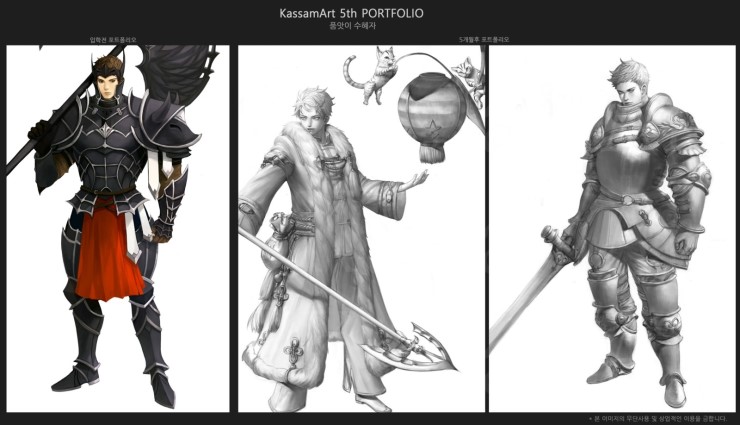 KassamArt 5th PORTFOLIO
품앗이 수혜자
입학전 포트폴리오
5개월후 포트폴리오
* 본 이미지의 무단사용 및 상업적인 이용을 금합니다.